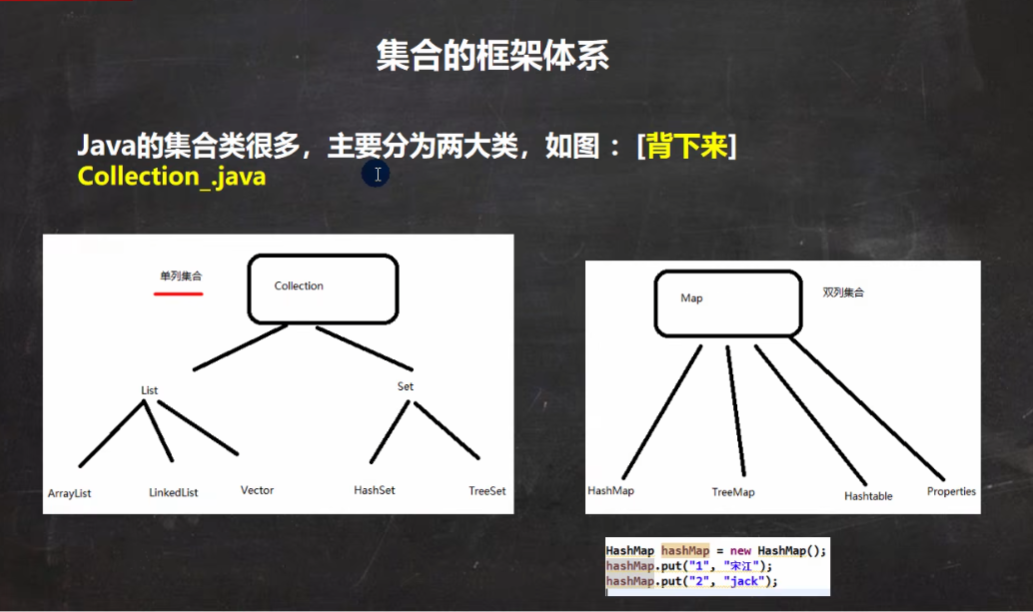 集合的框架体系
Java的集合类很多，主要分为两大类，如图：[背下来]
Collection_.java
单列集合
Collection
List
Set
ArrayList
LinkedList
Vector
HashSet
TreeSet
Map
双列集合
HashMap
TreeMap
Hashtable
Properties
HashMap hashMap = new HashMap();
hashMap.put("1", "宋江");
hashMap.put("2", "jack");